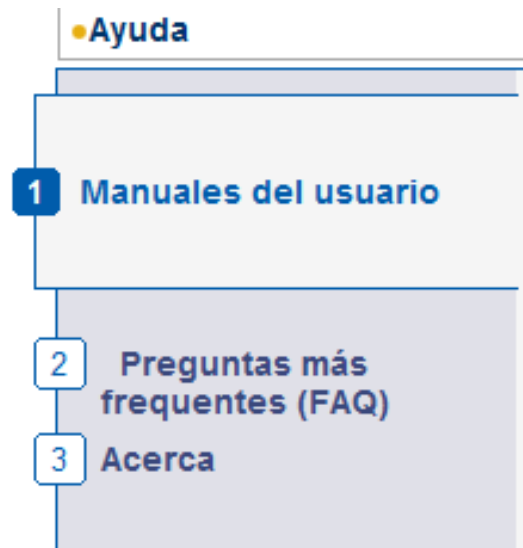 Ayuda
1 Manuales del usuario
2 Preguntas más
frequentes (FAQ)
3 Acerca